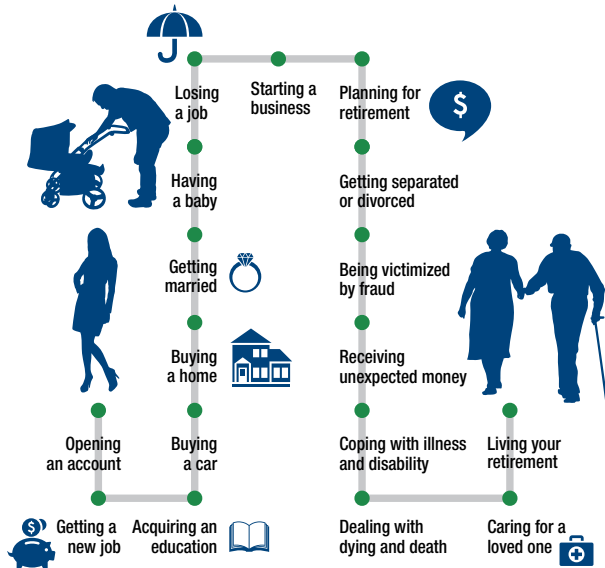 Opening
an account
Getting a
new job
Acquiring an
education
Buying
a car
Buying
a home
Getting
married
Having
a baby
Losing
a job
Starting a
business
Planning for
retirement
$
Getting separated
or divorced
Being victimized
by fraud
Receiving
unexpected money
Coping with illness
and disability
Dealing with
dying and death
Caring for a
loved one
Living your
retirement
$